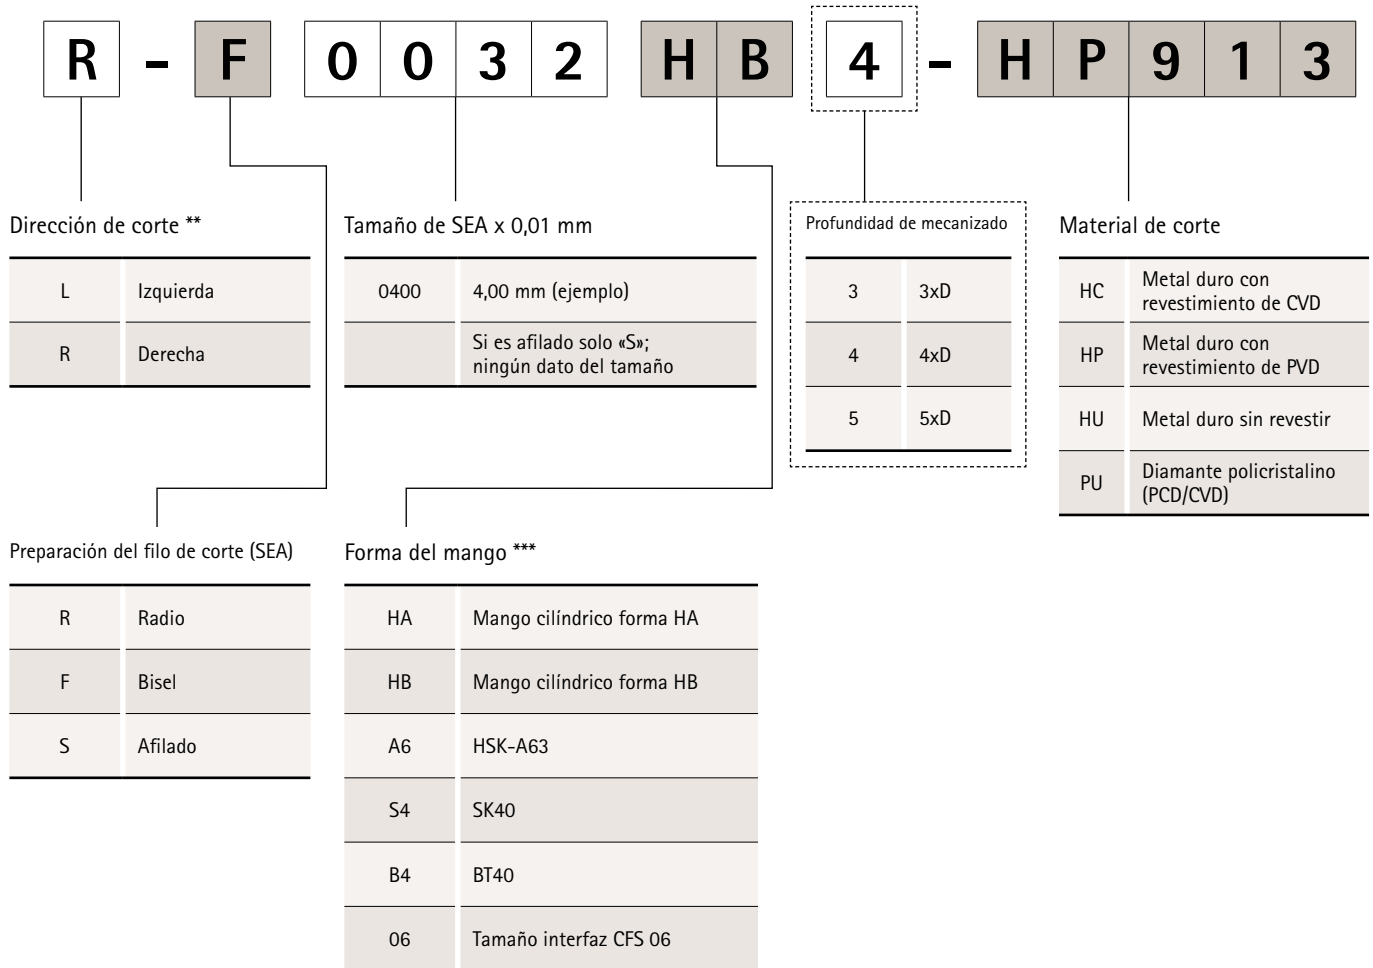 R - F 0 0 3 2 H B 4 - H P 9 1 3
Dirección de corte **
L Izquierda
R Derecha
Tamaño de SEA x 0,01 mm
0400 4,00 mm (ejemplo)
Si es afilado solo «S»;
ningún dato del tamaño
Profundidad de mecanizado
3 3xD
4 4xD
5 5xD
Material de corte
HC Metal duro con
revestimiento de CVD
HP Metal duro con
revestimiento de PVD
HU Metal duro sin revestir
PU Diamante policristalino
(PCD/CVD)
Preparación del filo de corte (SEA)
R Radio
F Bisel
S Afilado
Forma del mango ***
HA Mango cilíndrico forma HA
HB Mango cilíndrico forma HB
A6 HSK-A63
S4 SK40
B4 BT40
06 Tamaño interfaz CFS 06